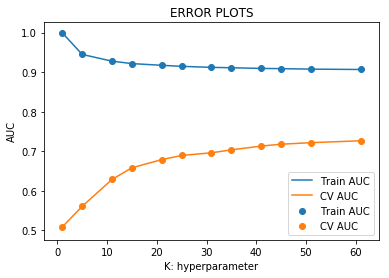 ERROR PLOTS
AUC
1.0
0.9
0.8
0.7
0.6
0.5
0 10 20 30 40 50 60
K: hyperparameter
Train AUC
CV AUC
Train AUC
CV AUC